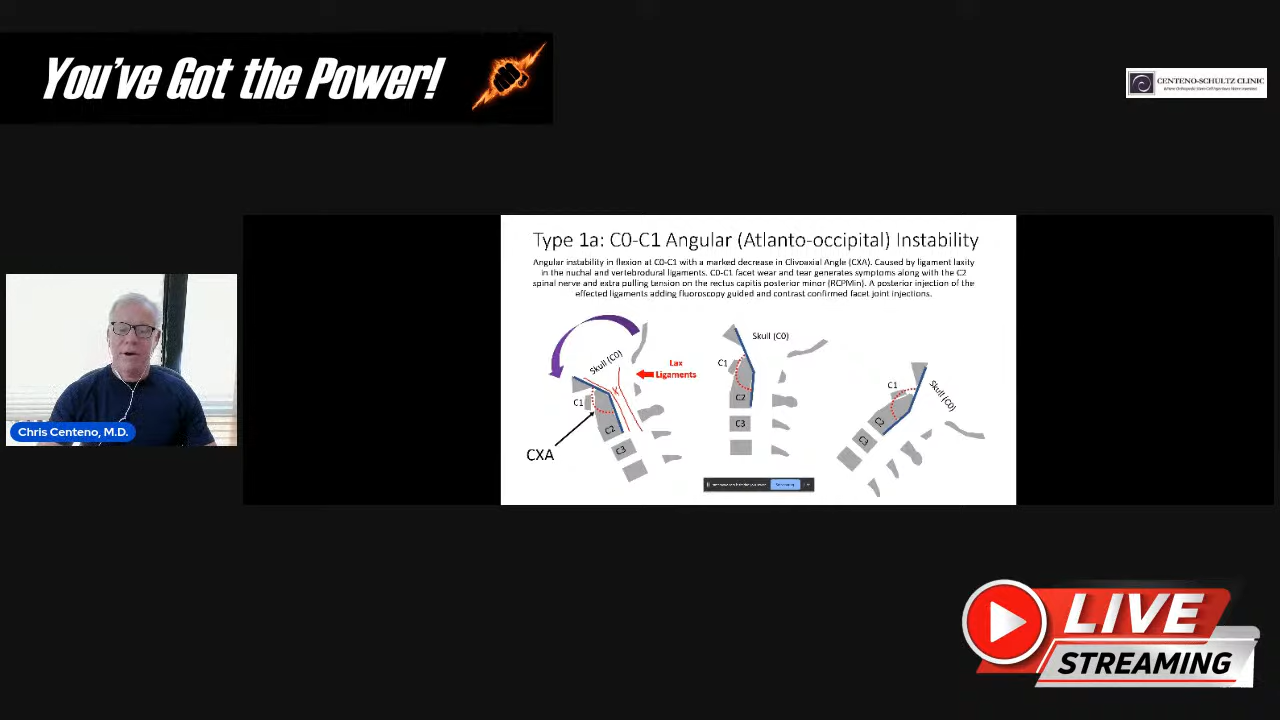 You've Got the Power!
CENTENO-SCHULTZ CLINIC
Type 1a: C0-C1 Angular (Atlanto-occipital) Instability
Angular instability in flexion at C0-C1 with a marked decrease in Clivoaxial Angle (CXA). Caused by ligament laxity
in the nuchal and vertebrodural ligaments. C0-C1 facet wear and tear generates symptoms along with the C2
spinal nerve and extra pulling tension on the rectus capitis posterior minor (RCPMin). A posterior injection of the
effected ligaments adding fluoroscopy guided and contrast confirmed facet joint injections.
Skull (C0)
Lax
Ligaments
C1
C2
C3
CXA
Skull (C0)
C1
C2
C3
C1
Skull (C0)
C2
C3
Chris Centeno, M.D.
LIVE
STREAMING